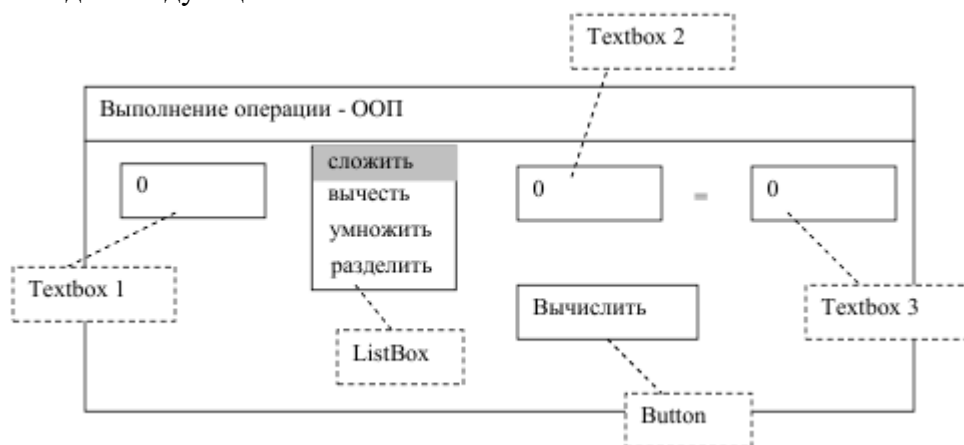 Textbox 2
Выполнение операции - ООП
0
сложить
вычесть
умножить
разделить
0
=
0
Textbox 1
ListBox
Вычислить
Textbox 3
Button